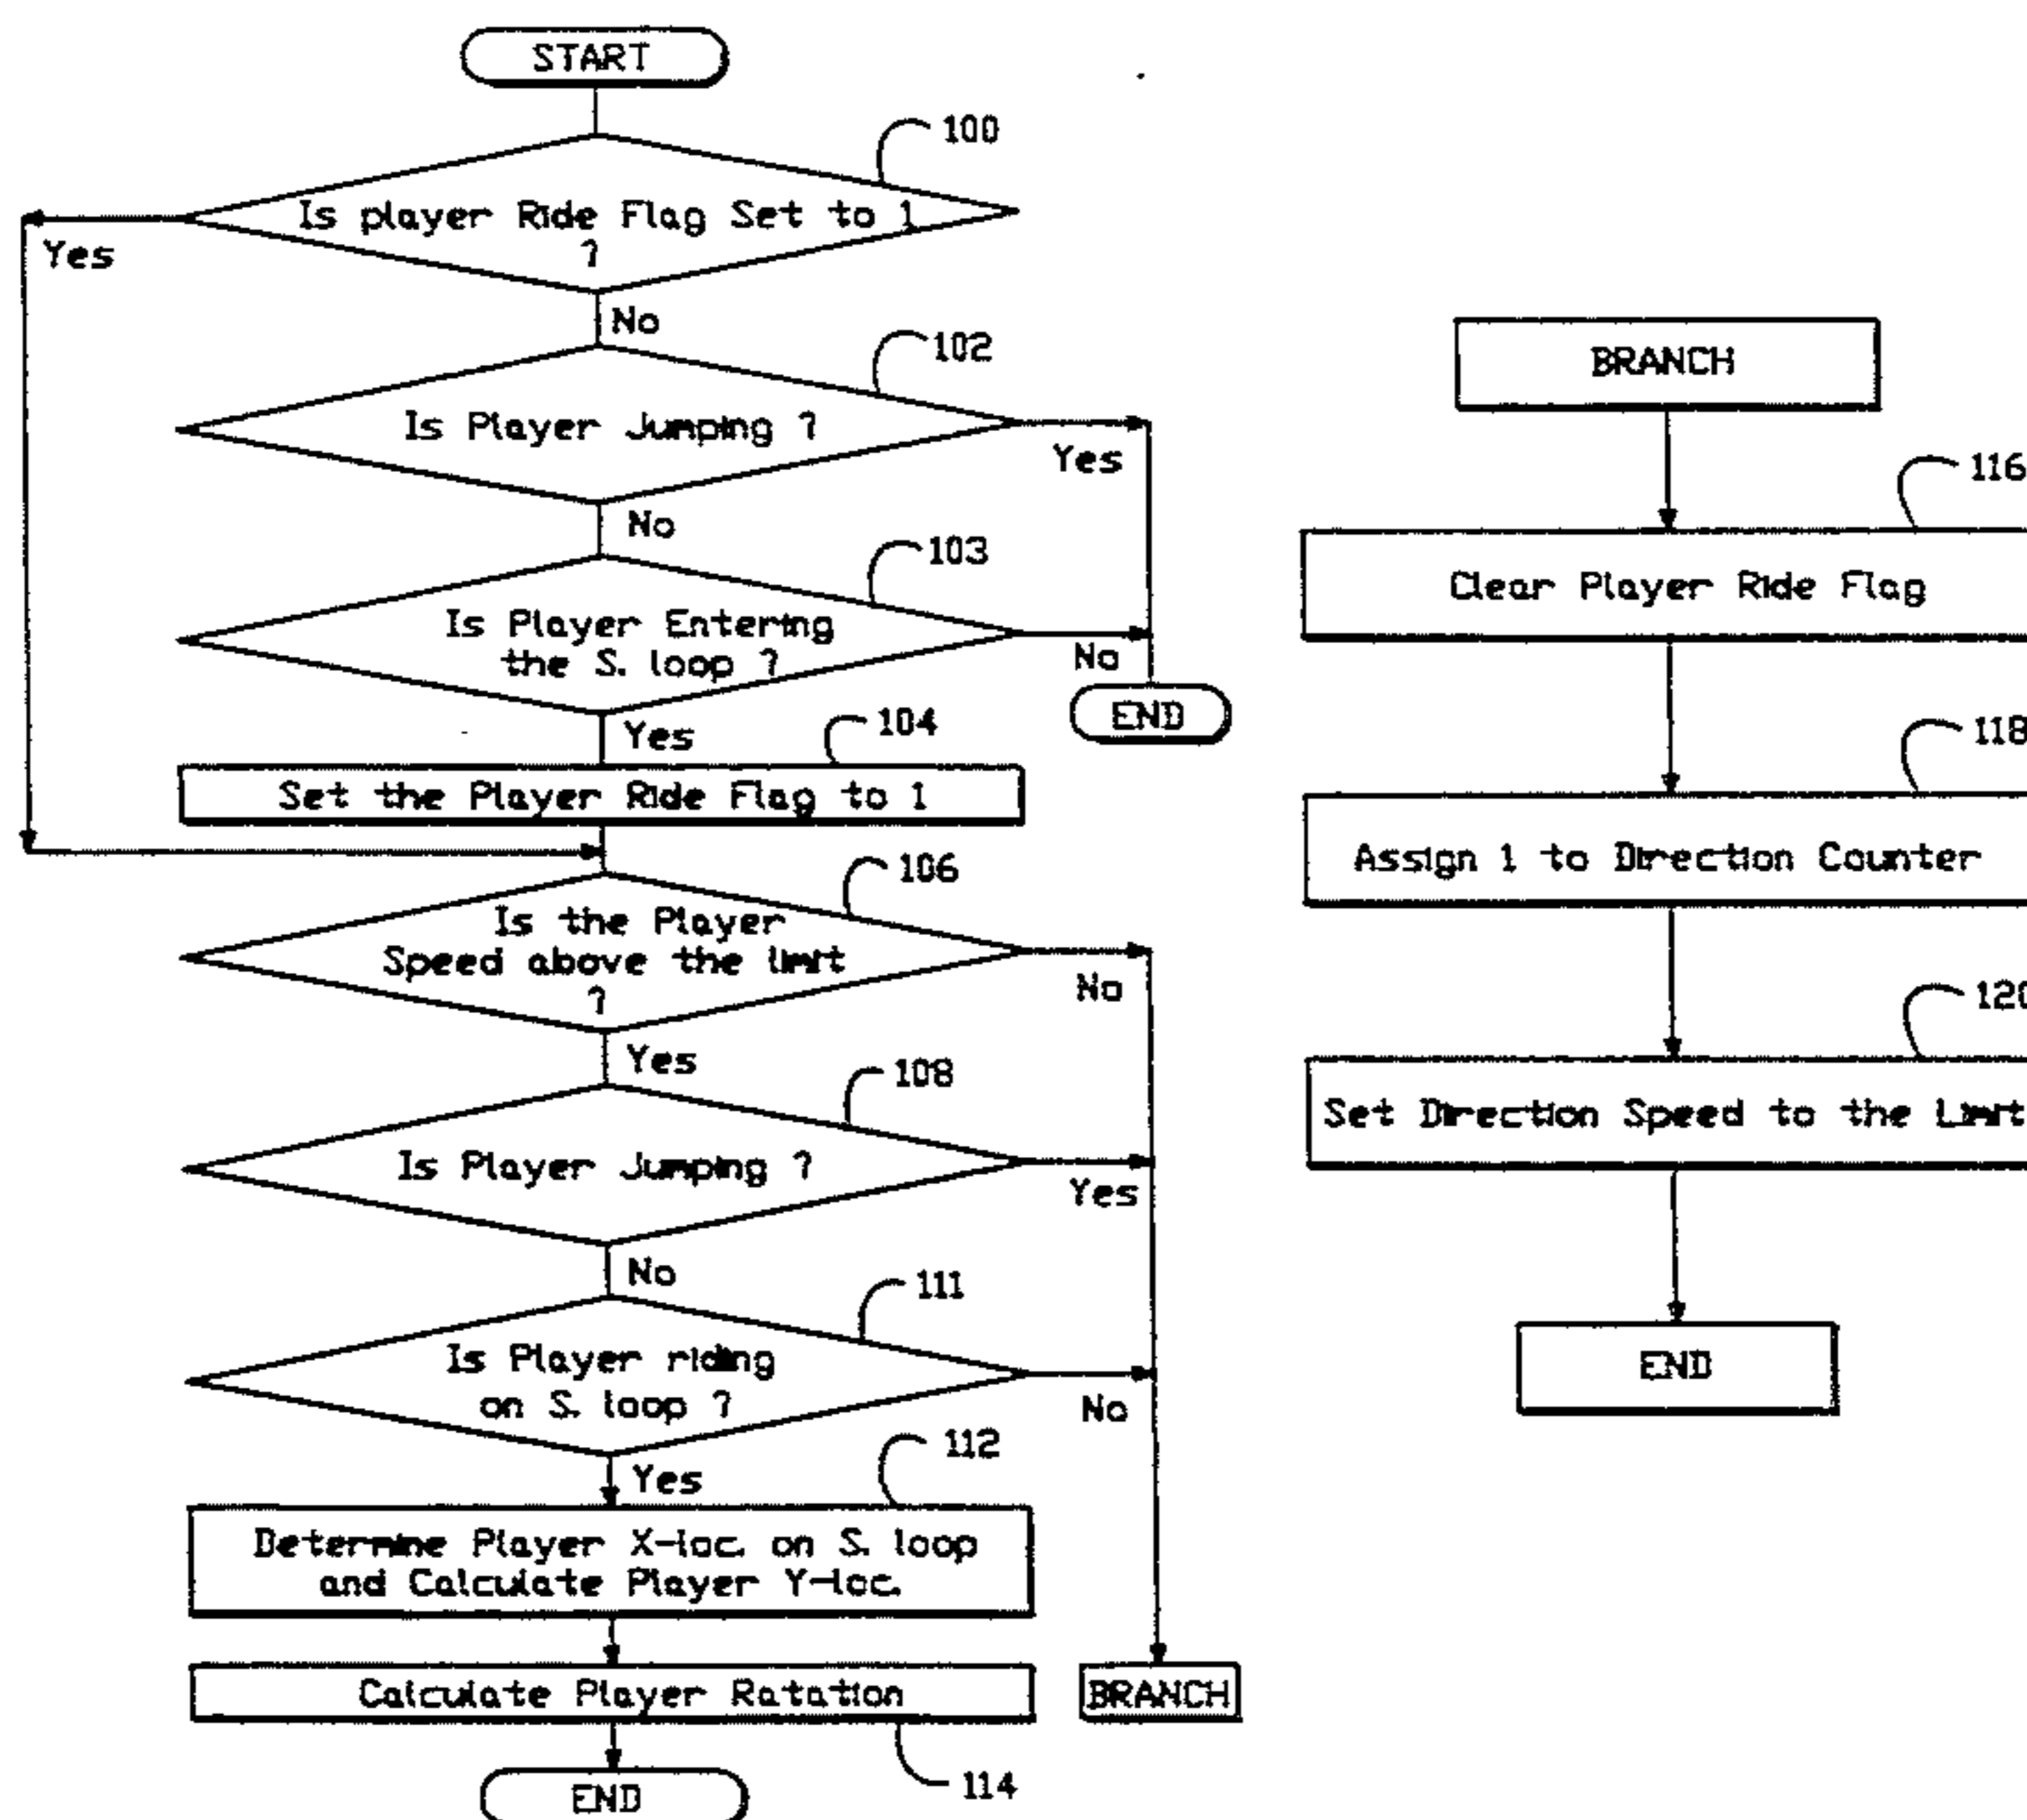 START
100
Is player Ride Flag Set to 1
?
Yes
No
102
Is Player Jumping ?
Yes
No
103
Is Player Entering
the S. loop ?
No
END
Yes
104
Set the Player Ride Flag to 1
106
Is the Player
Speed above the limit
?
No
Yes
108
Is Player Jumping ?
Yes
No
111
Is Player riding
on S. loop ?
No
Yes
112
Determine Player X-loc. on S. loop
and Calculate Player Y-loc.
Calculate Player Ratation
BRANCH
114
END
BRANCH
116
Clear Player Ride Flag
118
Assign 1 to Direction Counter
120
Set Direction Speed to the Limit
END